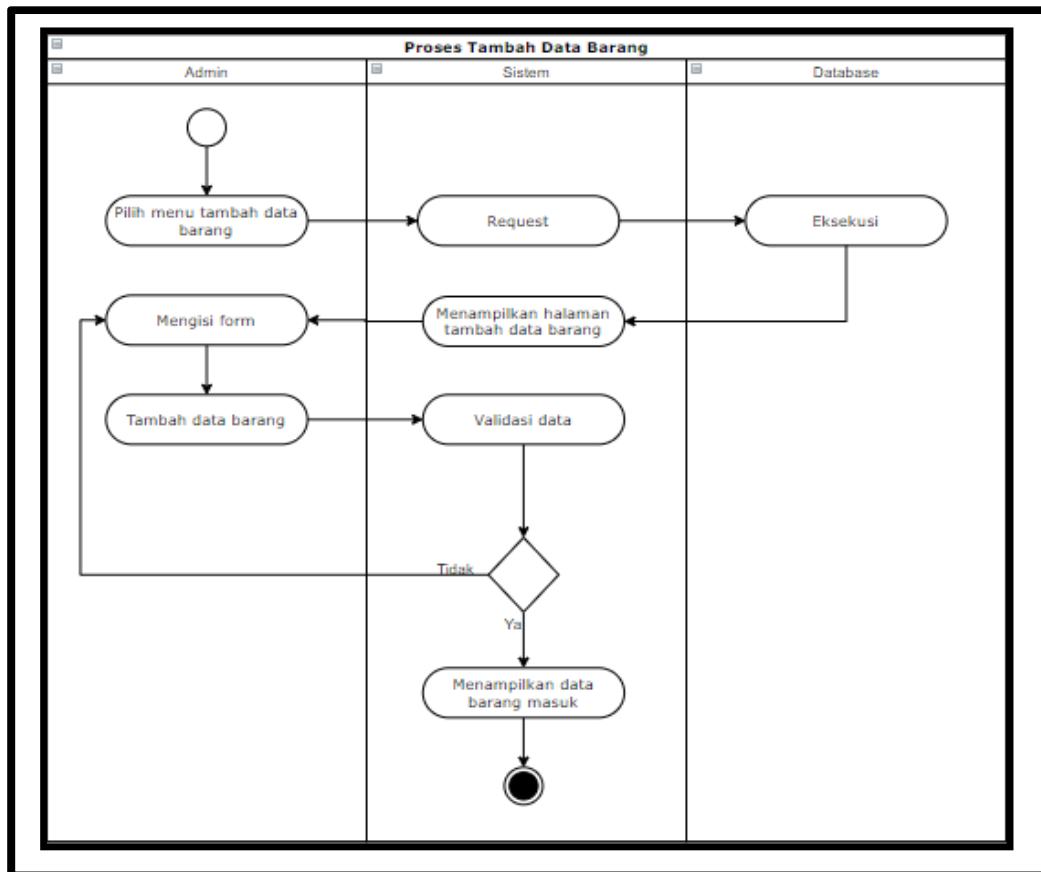 Proses Tambah Data Barang
Admin
Sistem
Database
Pilih menu tambah data
barang
Request
Eksekusi
Mengisi form
Menampilkan halaman
tambah data barang
Tambah data barang
Validasi data
Tidak
Ya
Menampilkan data
barang masuk